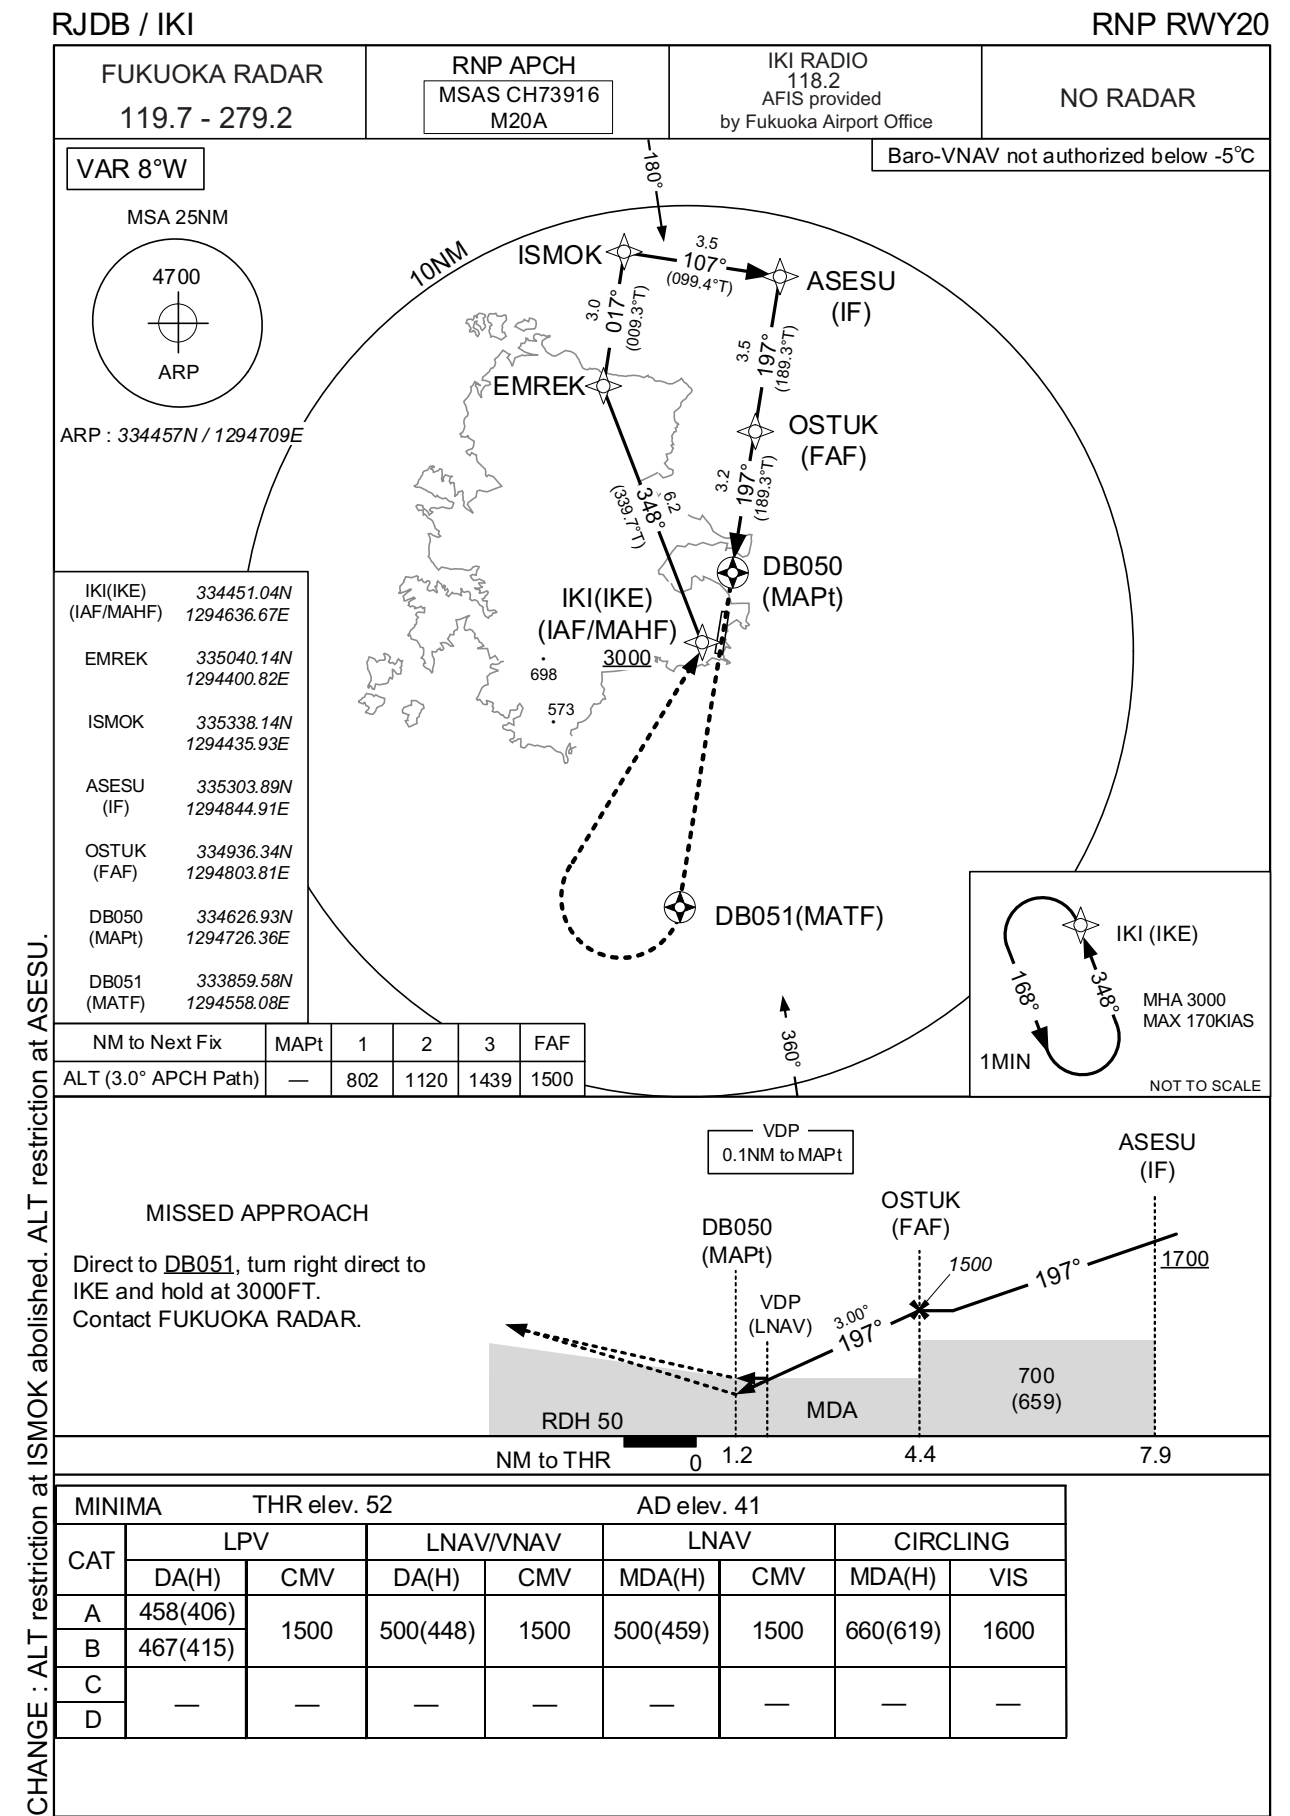 RJDB / IKI
RNP RWY20
FUKUOKA RADAR
119.7 - 279.2
RNP APCH
MSAS CH73916
M20A
IKI RADIO
118.2
AFIS provided
by Fukuoka Airport Office
NO RADAR
VAR 8°W
Baro-VNAV not authorized below -5℃
MSA 25NM
4700
ARP
ARP : 334457N / 1294709E
10NM
180°
ISMOK
3.5
107°
(099.4°T)
ASESU
(IF)
3.0
017°
(009.3°T)
3.5
197°
(189.3°T)
EMREK
OSTUK
(FAF)
3.2
197°
(189.3°T)
6.2
348°
(339.7°T)
DB050
(MAPt)
IKI(IKE)
(IAF/MAHF)
3000
698
573
DB051(MATF)
360°
IKI(IKE) 334451.04N
(IAF/MAHF) 1294636.67E
EMREK 335040.14N
1294400.82E
ISMOK 335338.14N
1294435.93E
ASESU 335303.89N
(IF) 1294844.91E
OSTUK 334936.34N
(FAF) 1294803.81E
DB050 334626.93N
(MAPt) 1294726.36E
DB051 333859.58N
(MATF) 1294558.08E
NM to Next Fix MAPt 1 2 3 FAF
ALT (3.0° APCH Path) — 802 1120 1439 1500
IKI (IKE)
168°
348°
MHA 3000
MAX 170KIAS
1MIN
NOT TO SCALE
VDP
0.1NM to MAPt
MISSED APPROACH
Direct to DB051, turn right direct to
IKE and hold at 3000FT.
Contact FUKUOKA RADAR.
ASESU
(IF)
OSTUK
(FAF)
DB050
(MAPt)
1500
197°
1700
VDP
(LNAV)
3.00°
197°
700
(659)
MDA
RDH 50
NM to THR 0 1.2 4.4 7.9
MINIMA THR elev. 52 AD elev. 41
CAT LPV LNAV/VNAV LNAV CIRCLING
DA(H) CMV DA(H) CMV MDA(H) CMV MDA(H) VIS
A 458(406) 1500 500(448) 1500 500(459) 1500 660(619) 1600
B 467(415)
C — — — — — — — —
D
CHANGE : ALT restriction at ISMOK abolished. ALT restriction at ASESU.